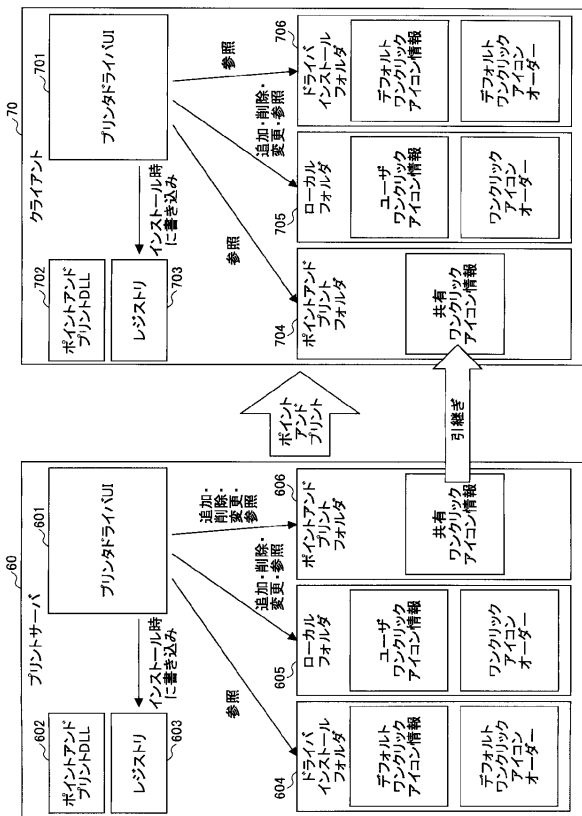 60
プリントサーバ
602
ポイントアンド
プリントDLL
601
プリンタドライバUI
レジストリ
603
インストール時
に書き込み
参照
追加・削除・
変更・参照
追加・
削除・
変更・
参照
604
ドライバ
インストール
フォルダ
デフォルト
ワンクリック
アイコン情報
デフォルト
ワンクリック
アイコン
オーダー
605
ローカル
フォルダ
ユーザ
ワンクリック
アイコン情報
ワンクリック
アイコン
オーダー
606
ポイントアンド
プリント
フォルダ
共有
ワンクリック
アイコン情報
ポイント
アンド
プリント
引継ぎ
70
クライアント
702
ポイントアンド
プリントDLL
701
プリンタドライバUI
レジストリ
703
インストール時
に書き込み
参照
追加・削除・
変更・参照
参照
704
ポイントアンド
プリント
フォルダ
共有
ワンクリック
アイコン情報
705
ローカル
フォルダ
ユーザ
ワンクリック
アイコン情報
ワンクリック
アイコン
オーダー
706
ドライバ
インストール
フォルダ
デフォルト
ワンクリック
アイコン情報
デフォルト
ワンクリック
アイコン
オーダー